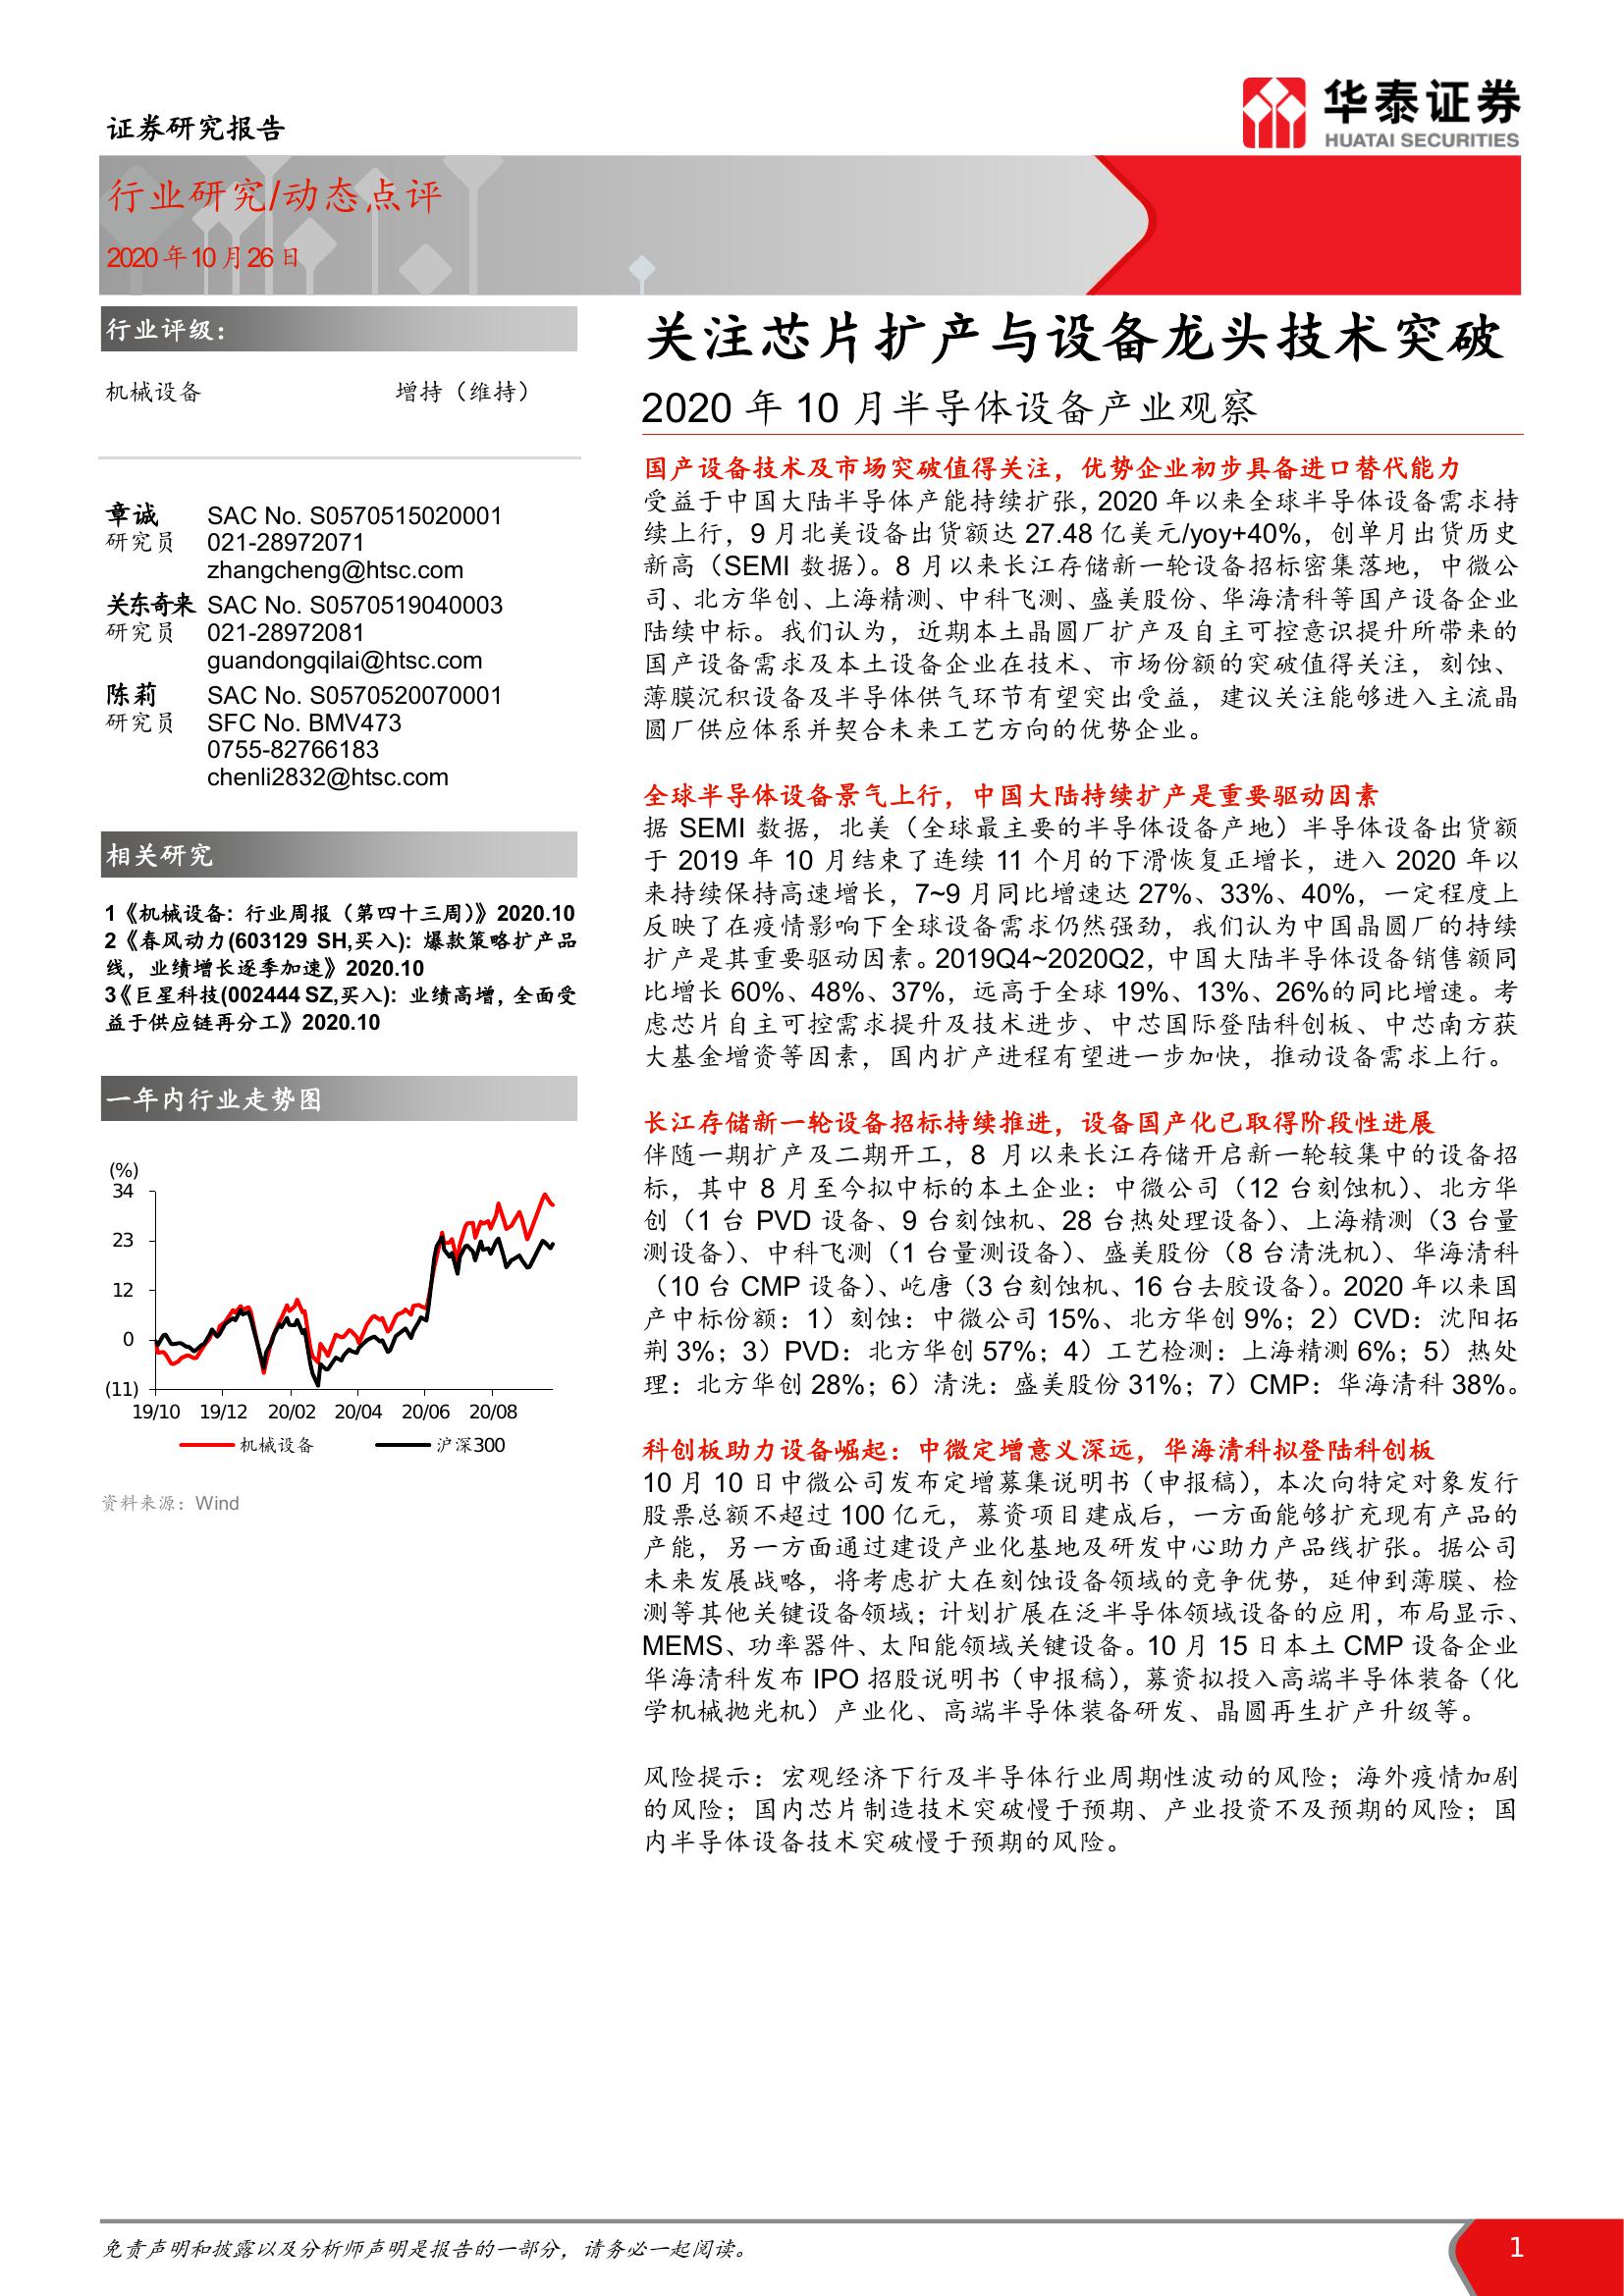 证券研究报告
华泰证券
HUATAI SECURITIES
行业研究/动态点评
2020年10月26日
行业评级：
机械设备 增持（维持）
章诚 SAC No. S0570515020001
研究员 021-28972071
zhangcheng@htsc.com
关东奇来 SAC No. S0570519040003
研究员 021-28972081
guandongqilai@htsc.com
陈莉 SAC No. S0570520070001
研究员 SFC No. BMV473
0755-82766183
chenli2832@htsc.com
相关研究
1《机械设备: 行业周报（第四十三周）》2020.10
2《春风动力(603129 SH,买入): 爆款策略扩产品
线，业绩增长逐季加速》2020.10
3《巨星科技(002444 SZ,买入): 业绩高增，全面受
益于供应链再分工》2020.10
一年内行业走势图
(%)
34
23
12
0
(11)
19/10 19/12 20/02 20/04 20/06 20/08
机械设备 沪深300
资料来源：Wind
关注芯片扩产与设备龙头技术突破
2020 年 10 月半导体设备产业观察
国产设备技术及市场突破值得关注，优势企业初步具备进口替代能力
受益于中国大陆半导体产能持续扩张，2020 年以来全球半导体设备需求持
续上行，9 月北美设备出货额达 27.48 亿美元/yoy+40%，创单月出货历史
新高（SEMI 数据）。8 月以来长江存储新一轮设备招标密集落地，中微公
司、北方华创、上海精测、中科飞测、盛美股份、华海清科等国产设备企业
陆续中标。我们认为，近期本土晶圆厂扩产及自主可控意识提升所带来的
国产设备需求及本土设备企业在技术、市场份额的突破值得关注，刻蚀、
薄膜沉积设备及半导体供气环节有望突出受益，建议关注能够进入主流晶
圆厂供应体系并契合未来工艺方向的优势企业。
全球半导体设备景气上行，中国大陆持续扩产是重要驱动因素
据 SEMI 数据，北美（全球最主要的半导体设备产地）半导体设备出货额
于 2019 年 10 月结束了连续 11 个月的下滑恢复正增长，进入 2020 年以
来持续保持高速增长，7~9 月同比增速达 27%、33%、40%，一定程度上
反映了在疫情影响下全球设备需求仍然强劲，我们认为中国晶圆厂的持续
扩产是其重要驱动因素。2019Q4~2020Q2，中国大陆半导体设备销售额同
比增长 60%、48%、37%，远高于全球 19%、13%、26%的同比增速。考
虑芯片自主可控需求提升及技术进步、中芯国际登陆科创板、中芯南方获
大基金增资等因素，国内扩产进程有望进一步加快，推动设备需求上行。
长江存储新一轮设备招标持续推进，设备国产化已取得阶段性进展
伴随一期扩产及二期开工，8 月以来长江存储开启新一轮较集中的设备招
标，其中 8 月至今拟中标的本土企业：中微公司（12 台刻蚀机）、北方华
创（1 台 PVD 设备、9 台刻蚀机、28 台热处理设备）、上海精测（3 台量
测设备）、中科飞测（1 台量测设备）、盛美股份（8 台清洗机）、华海清科
（10 台 CMP 设备）、屹唐（3 台刻蚀机、16 台去胶设备）。2020 年以来国
产中标份额：1）刻蚀：中微公司 15%、北方华创 9%；2）CVD：沈阳拓
荆 3%；3）PVD：北方华创 57%；4）工艺检测：上海精测 6%；5）热处
理：北方华创 28%；6）清洗：盛美股份 31%；7）CMP：华海清科 38%。
科创板助力设备崛起：中微定增意义深远，华海清科拟登陆科创板
10 月 10 日中微公司发布定增募集说明书（申报稿），本次向特定对象发行
股票总额不超过 100 亿元，募资项目建成后，一方面能够扩充现有产品的
产能，另一方面通过建设产业化基地及研发中心助力产品线扩张。据公司
未来发展战略，将考虑扩大在刻蚀设备领域的竞争优势，延伸到薄膜、检
测等其他关键设备领域；计划扩展在泛半导体领域设备的应用，布局显示、
MEMS、功率器件、太阳能领域关键设备。10 月 15 日本土 CMP 设备企业
华海清科发布 IPO 招股说明书（申报稿），募资拟投入高端半导体装备（化
学机械抛光机）产业化、高端半导体装备研发、晶圆再生扩产升级等。
风险提示：宏观经济下行及半导体行业周期性波动的风险；海外疫情加剧
的风险；国内芯片制造技术突破慢于预期、产业投资不及预期的风险；国
内半导体设备技术突破慢于预期的风险。
免责声明和披露以及分析师声明是报告的一部分，请务必一起阅读。
1